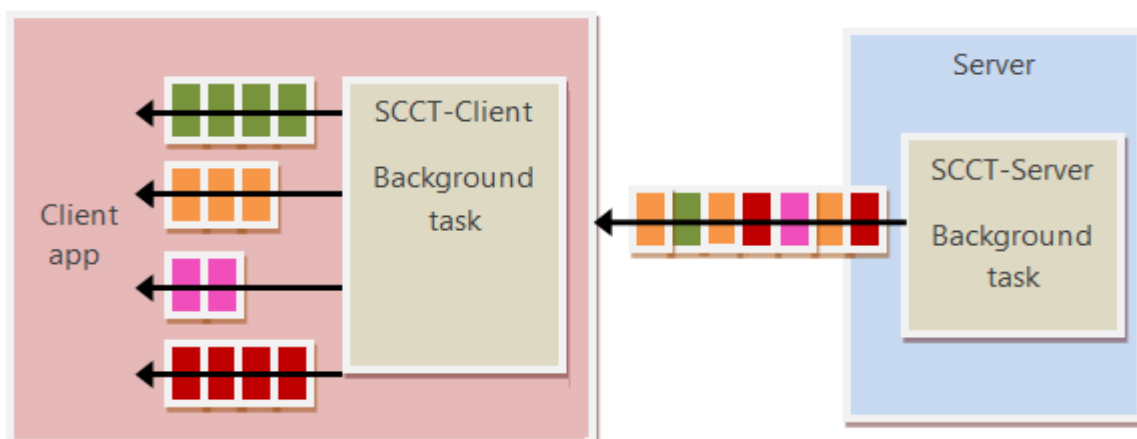 Client
app
SCCT-Client
Background
task
Server
SCCT-Server
Background
task